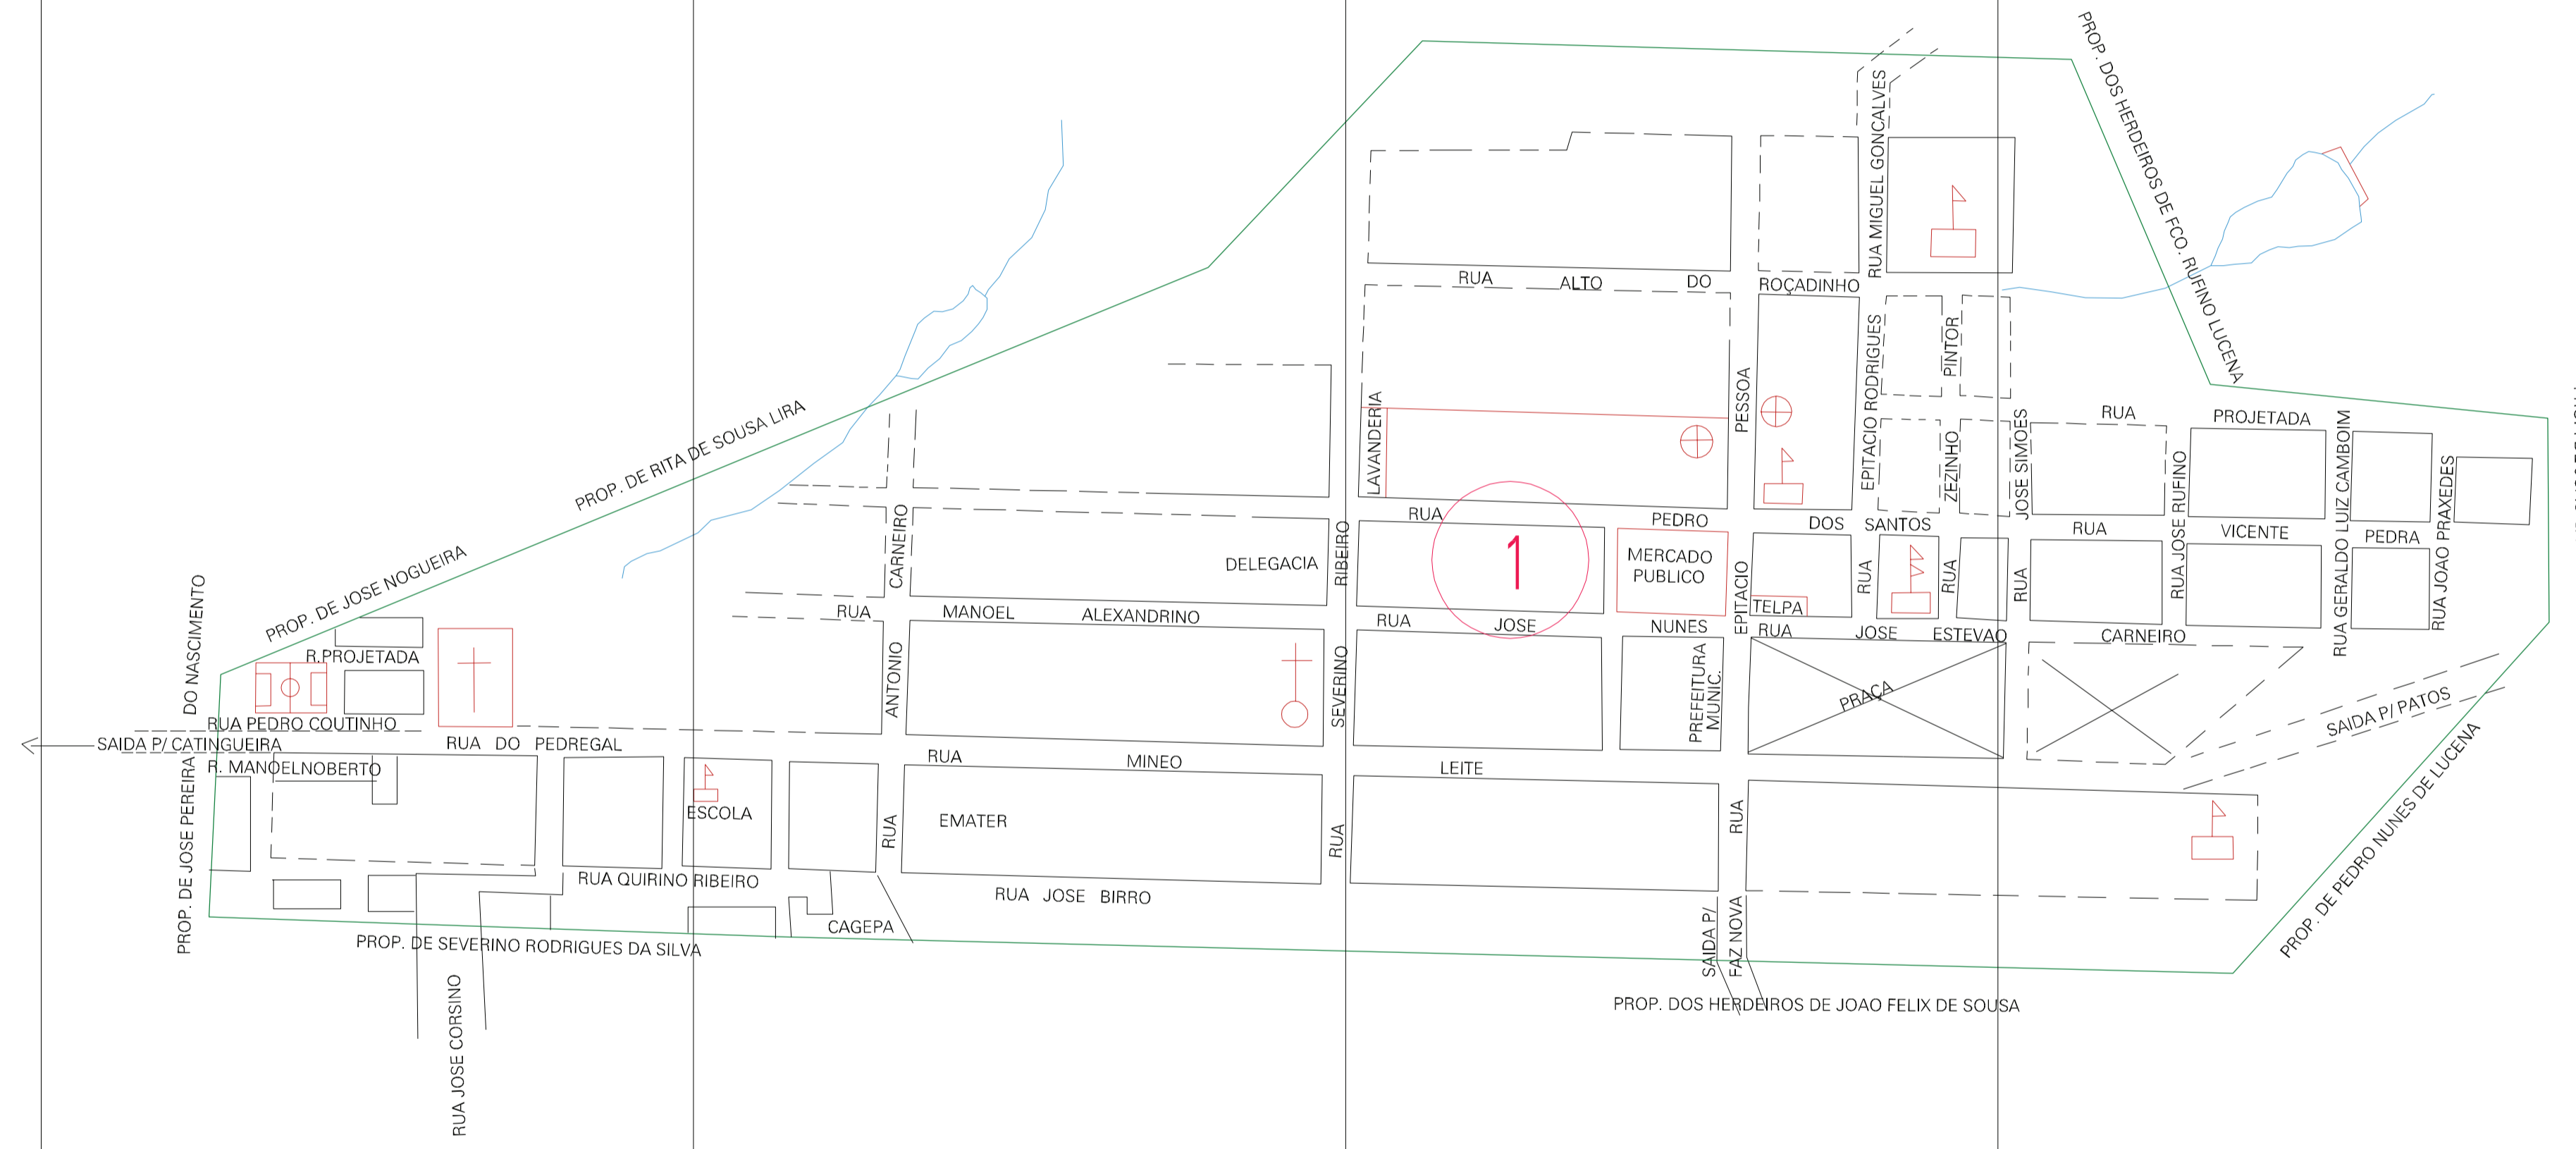 PROP. DOS HERDEIROS DE FCO. RUFINO LUCENA
RUA MIGUEL GONCALVES
RUA ALTO DO ROÇADINHO
PROP. DE RITA DE SOUSA LIRA
PROP. DE JOSE NOGUEIRA
LAVANDERIA
PESSOA
EPITACIO RODRIGUES
PINTOR
ZEZINHO
JOSE SIMOES
RUA PROJETADA
RUA JOSE RUFINO
RUA GERALDO LUIZ CAMBOIM
RUA JOAO PRAXEDES
CARNEIRO
RUA PEDRO DOS SANTOS
RUA VICENTE PEDRA
DELEGACIA
RIBEIRO
1
MERCADO
PUBLICO
EPITACIO
TELPA
RUA
RUA
RUA
DO NASCIMENTO
RUA MANOEL ALEXANDRINO
RUA JOSE NUNES
RUA JOSE ESTEVAO CARNEIRO
R.PROJETADA
ANTONIO
SEVERINO
PREFEITURA
MUNIC.
PRAÇA
SAIDA P/ PATOS
RUA PEDRO COUTINHO
SAIDA P/ CATINGUEIRA
RUA DO PEDREGAL
R. MANOELNOBERTO
RUA MINEO LEITE
PROP. DE JOSE PEREIRA
ESCOLA
EMATER
RUA
RUA
RUA
PROP. DE PEDRO NUNES DE LUCENA
RUA QUIRINO RIBEIRO
RUA JOSE BIRRO
CAGEPA
PROP. DE SEVERINO RODRIGUES DA SILVA
SAIDA P/
FAZ NOVA
PROP. DOS HERDEIROS DE JOAO FELIX DE SOUSA
RUA JOSE CORSINO